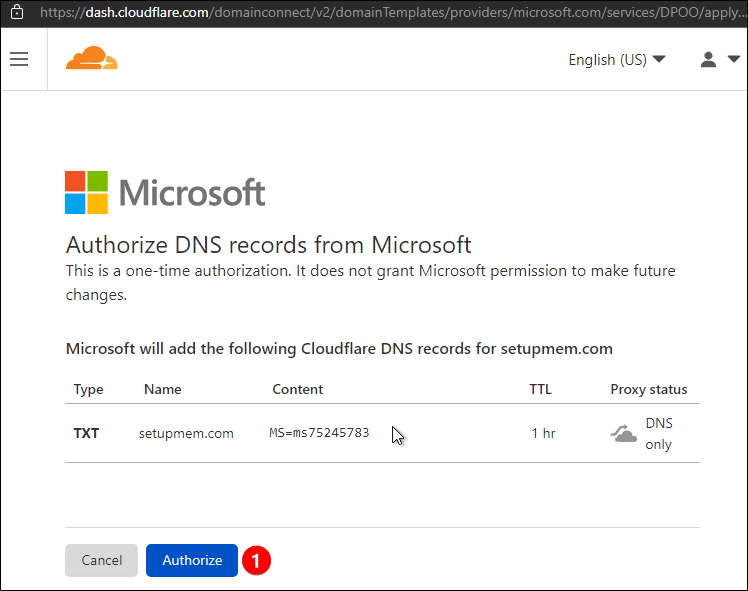 https://dash.cloudflare.com/domainconnect/v2/domainTemplates/providers/microsoft.com/services/DPOO/apply...
English (US)
Microsoft
Authorize DNS records from Microsoft
This is a one-time authorization. It does not grant Microsoft permission to make future
changes.
Microsoft will add the following Cloudflare DNS records for setupmem.com
Type Name Content TTL Proxy status
TXT setupmem.com MS=ms75245783 1 hr DNS
only
Cancel Authorize 1